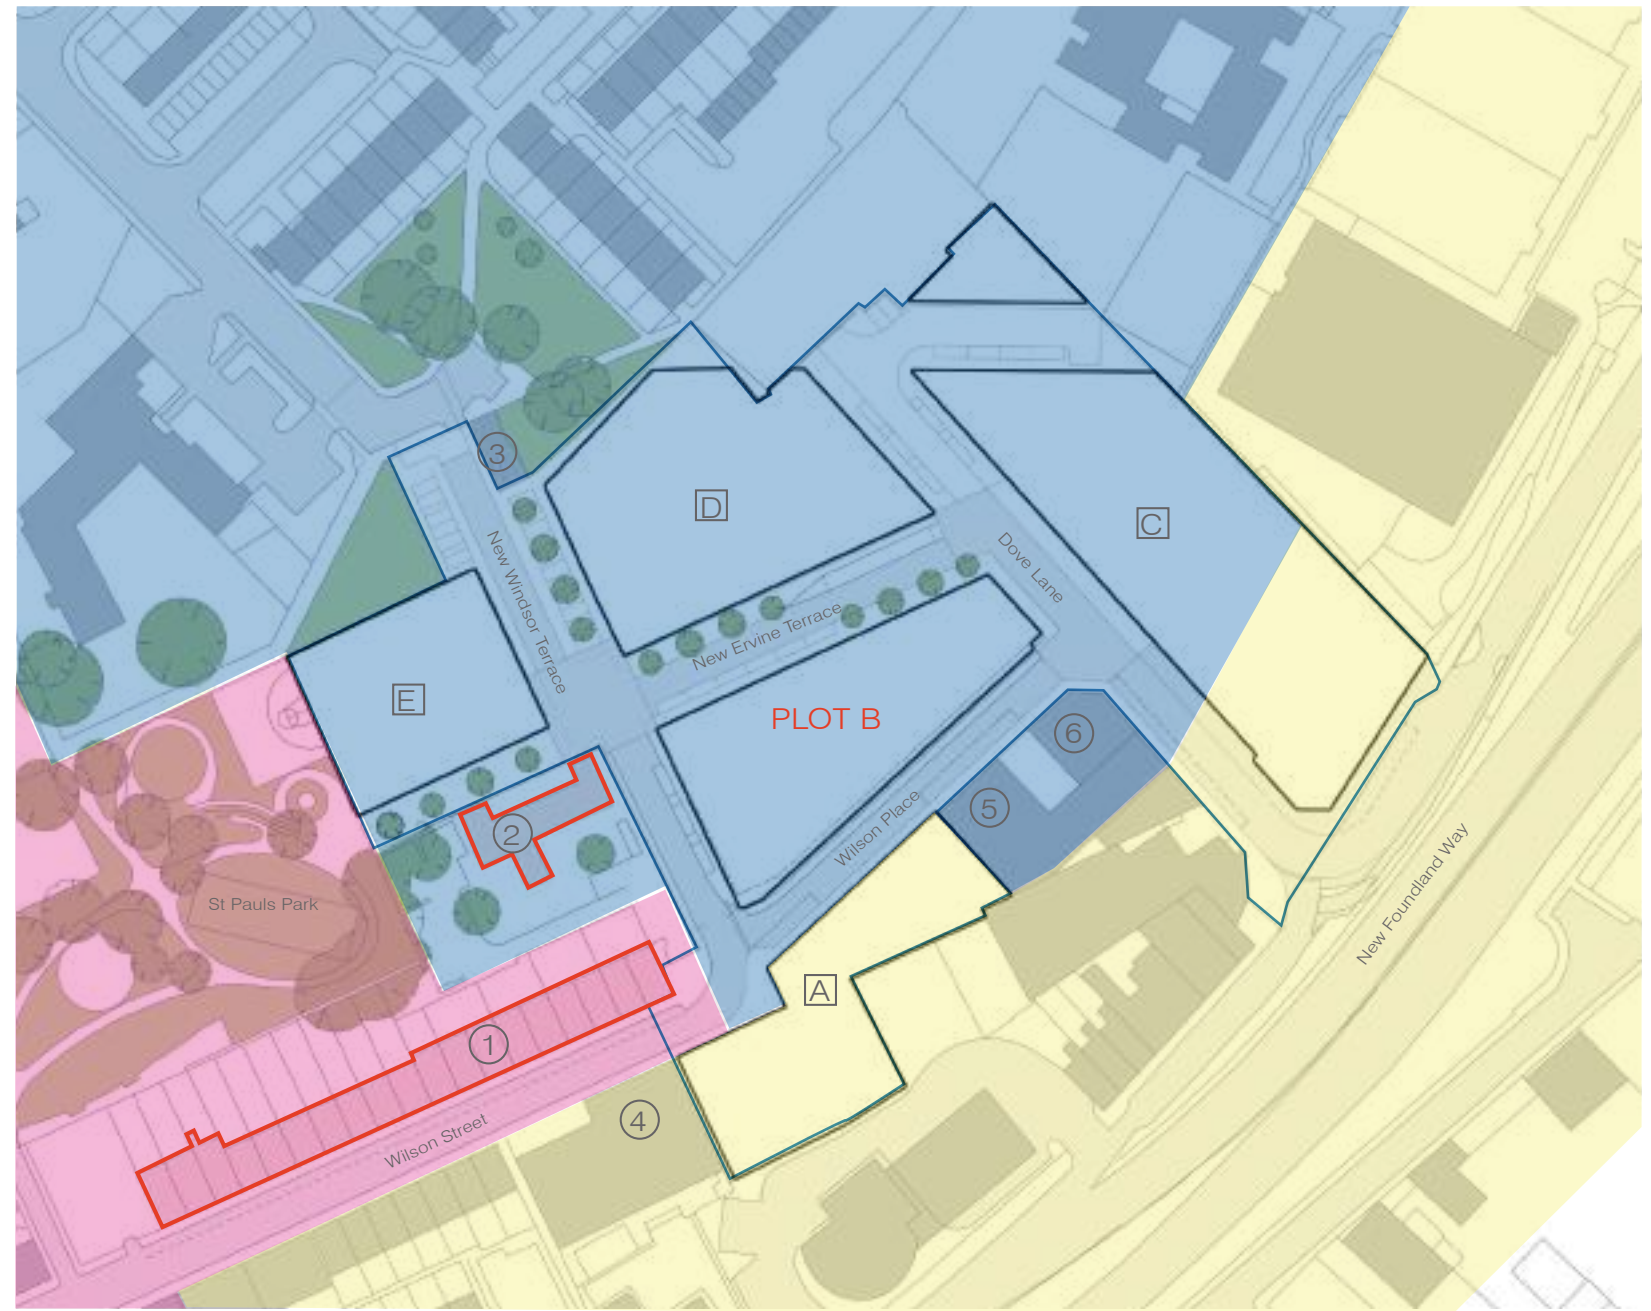 3
D
C
New Windsor Terrace
Dove Lane
New Ervine Terrace
E
PLOT B
6
5
2
Wilson Place
St Pauls Park
New Foundland Way
A
1
4
Wilson Street